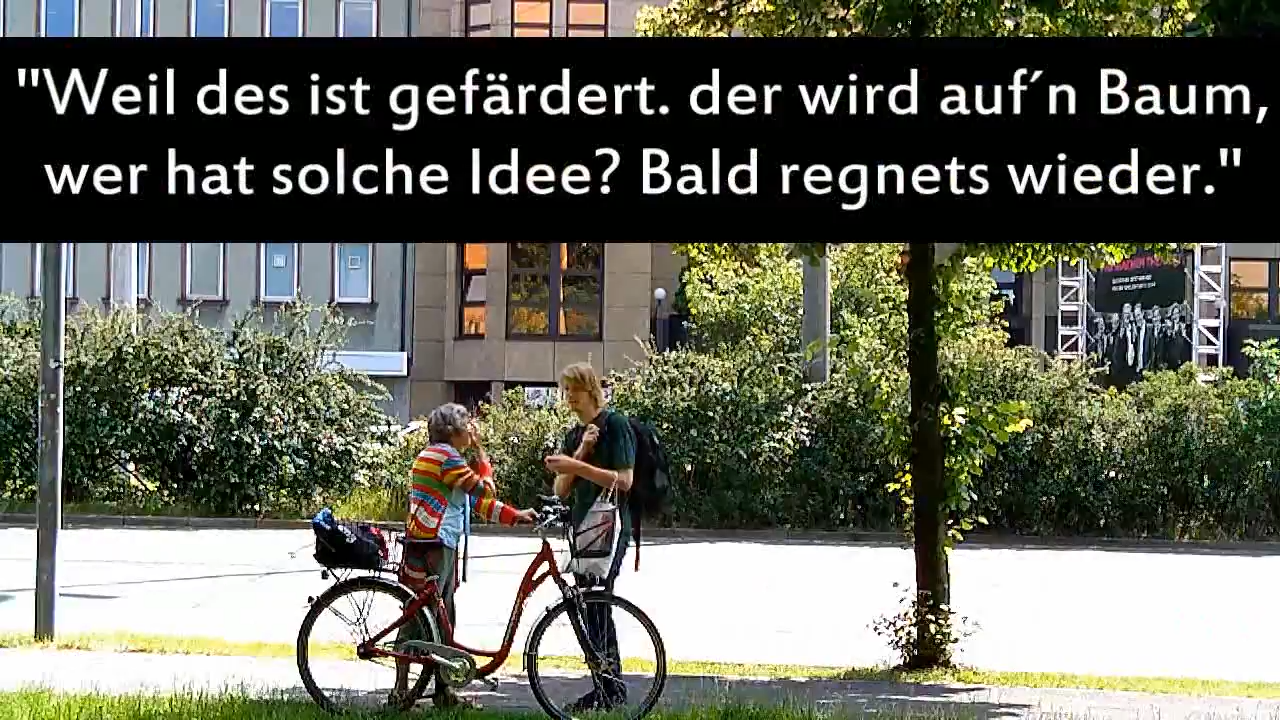 "Weil des ist gefärdert. der wird auf´n Baum,
wer hat solche Idee? Bald regnets wieder."